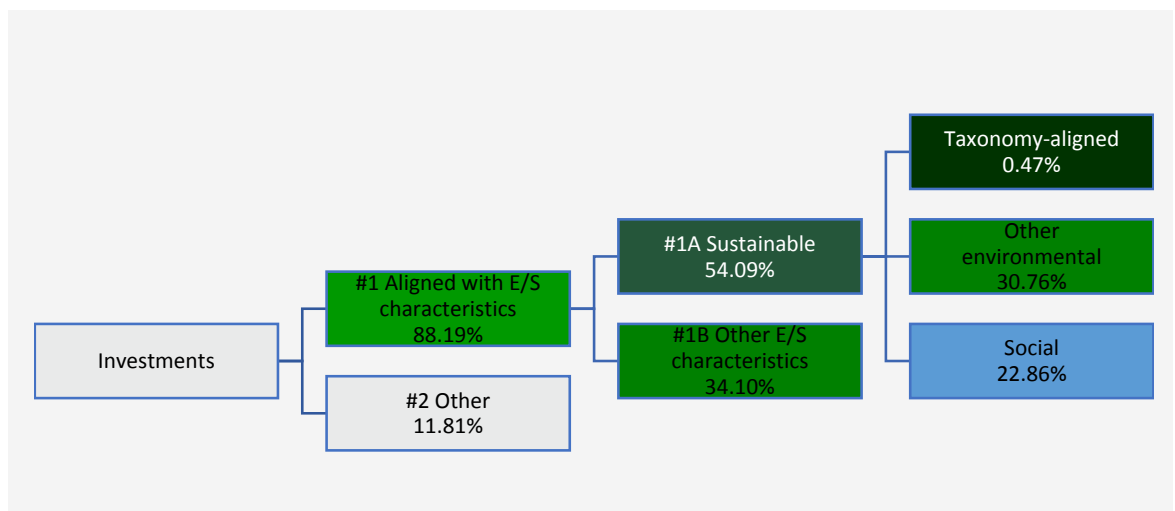 Investments
#1 Aligned with E/S
characteristics
88.19%
#2 Other
11.81%
#1A Sustainable
54.09%
#1B Other E/S
characteristics
34.10%
Taxonomy-aligned
0.47%
Other
environmental
30.76%
Social
22.86%